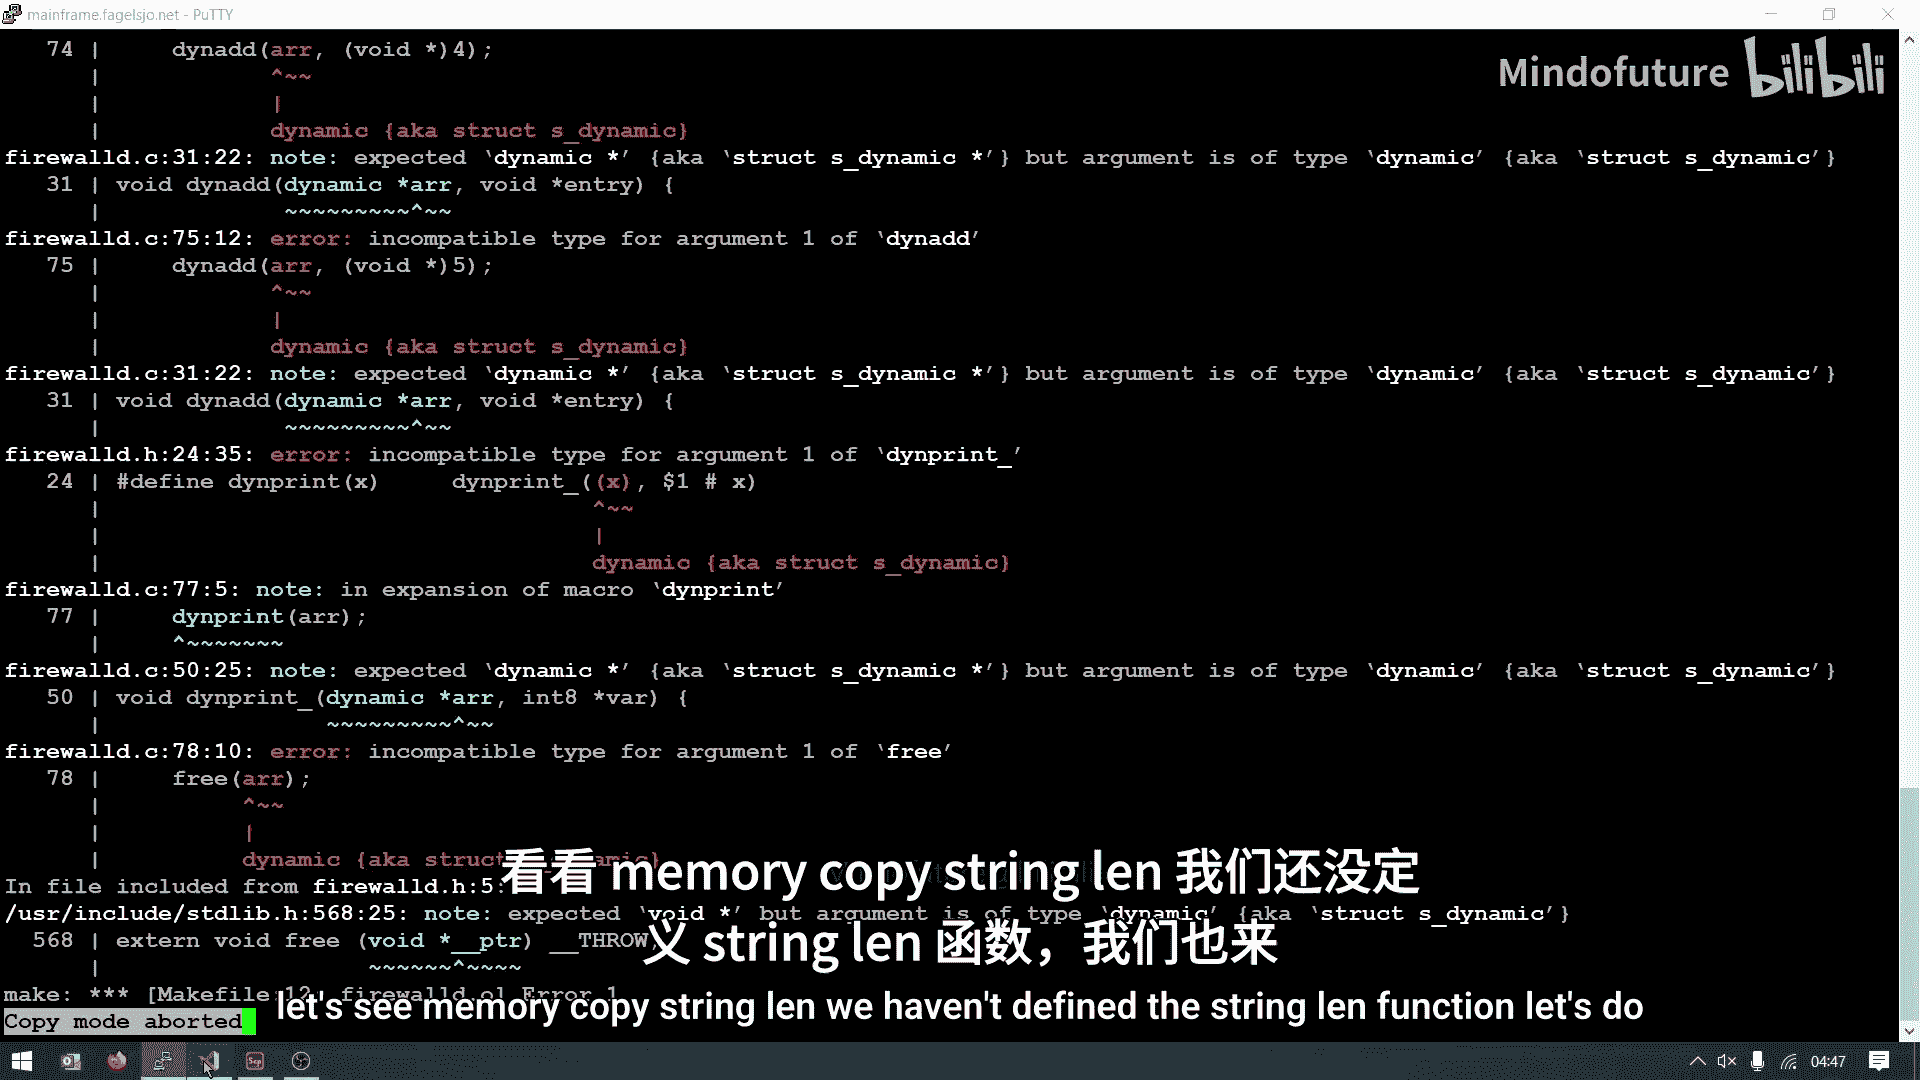 mainframe.fagelsjo.net - PuTTY
74 |     dynadd(arr, (void *)4);
|            ^~~
|            |
|            dynamic {aka struct s_dynamic}
Mindofuture bilibili
firewalld.c:31:22: note: expected ‘dynamic *’ {aka ‘struct s_dynamic *’} but argument is of type ‘dynamic’ {aka ‘struct s_dynamic’}
31 | void dynadd(dynamic *arr, void *entry) {
|             ~~~~~~~~~^~~
firewalld.c:75:12: error: incompatible type for argument 1 of ‘dynadd’
75 |     dynadd(arr, (void *)5);
|            ^~~
|            |
|            dynamic {aka struct s_dynamic}
firewalld.c:31:22: note: expected ‘dynamic *’ {aka ‘struct s_dynamic *’} but argument is of type ‘dynamic’ {aka ‘struct s_dynamic’}
31 | void dynadd(dynamic *arr, void *entry) {
|             ~~~~~~~~~^~~
firewalld.h:24:35: error: incompatible type for argument 1 of ‘dynprint_’
24 | #define dynprint(x)     dynprint_((x), $1 # x)
|                                   ^~~
|                                   |
|                                   dynamic {aka struct s_dynamic}
firewalld.c:77:5: note: in expansion of macro ‘dynprint’
77 |     dynprint(arr);
|     ^~~~~~~~
firewalld.c:50:25: note: expected ‘dynamic *’ {aka ‘struct s_dynamic *’} but argument is of type ‘dynamic’ {aka ‘struct s_dynamic’}
50 | void dynprint_(dynamic *arr, int8 *var) {
|                ~~~~~~~~~^~~
firewalld.c:78:10: error: incompatible type for argument 1 of ‘free’
78 |     free(arr);
|          ^~~
|          |
|          dynamic {aka struct s_dynamic}
In file included from firewalld.h:5:
/usr/include/stdlib.h:568:25: note: expected ‘void *’ but argument is of type ‘dynamic’ {aka ‘struct s_dynamic’}
568 | extern void free (void *__ptr) __THROW;
|                   ~~~~~~^~~~~
make: *** [Makefile:12: firewalld.o] Error 1
Copy mode aborted
看看 memory copy string len 我们还没定
义 string len 函数，我们也来
let's see memory copy string len we haven't defined the string len function let's do
04:47